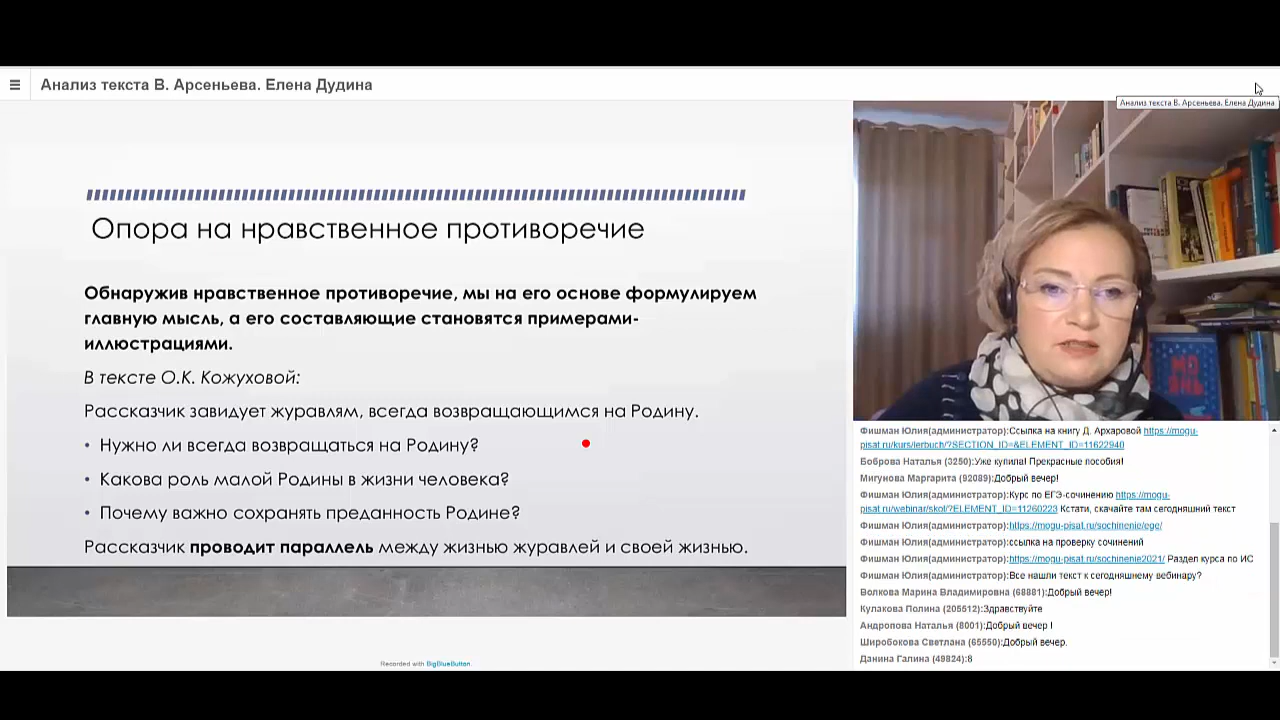 Анализ текста В. Арсеньева. Елена Дудина
Анализ текста В. Арсеньева. Елена Дудина
Опора на нравственное противоречие
Обнаружив нравственное противоречие, мы на его основе формулируем
главную мысль, а его составляющие становятся примерами-
иллюстрациями.
В тексте О.К. Кожуховой:
Рассказчик завидует журавлям, всегда возвращающимся на Родину.
• Нужно ли всегда возвращаться на Родину?
• Какова роль малой Родины в жизни человека?
• Почему важно сохранять преданность Родине?
Рассказчик проводит параллель между жизнью журавлей и своей жизнью.
Recorded with BigBlueButton.
Фишман Юлия(администратор):Ссылка на книгу Д. Архаровой https://mogu-
pisat.ru/kurs/lerbuch/?SECTION_ID=&ELEMENT_ID=11622940
Боброва Наталья (3250):Уже купила! Прекрасные пособия!
Мигунова Маргарита (92089):Добрый вечер!
Фишман Юлия(администратор):Курс по ЕГЭ-сочинению https://mogu-
pisat.ru/webinar/skol/?ELEMENT_ID=11260223 Кстати, скачайте там сегодняшний текст
Фишман Юлия(администратор):https://mogu-pisat.ru/sochinenie/ege/
Фишман Юлия(администратор):ссылка на проверку сочинений
Фишман Юлия(администратор):https://mogu-pisat.ru/sochinenie2021/ Раздел курса по ИС
Фишман Юлия(администратор):Все нашли текст к сегодняшнему вебинару?
Волкова Марина Владимировна (68881):Добрый вечер!
Кулакова Полина (205512):Здравствуйте
Андропова Наталья (8001):Добрый вечер !
Широбокова Светлана (65550):Добрый вечер.
Данина Галина (49824):8